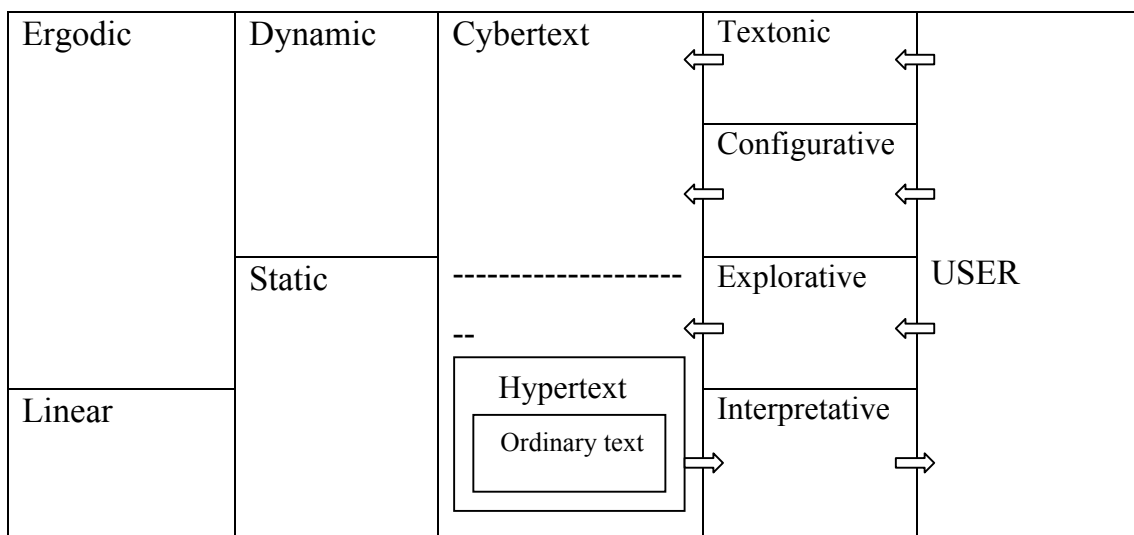 Ergodic
Dynamic
Cybertext
Textonic
Configurative
Static
--------------------
--
Explorative
USER
Linear
Hypertext
Ordinary text
Interpretative